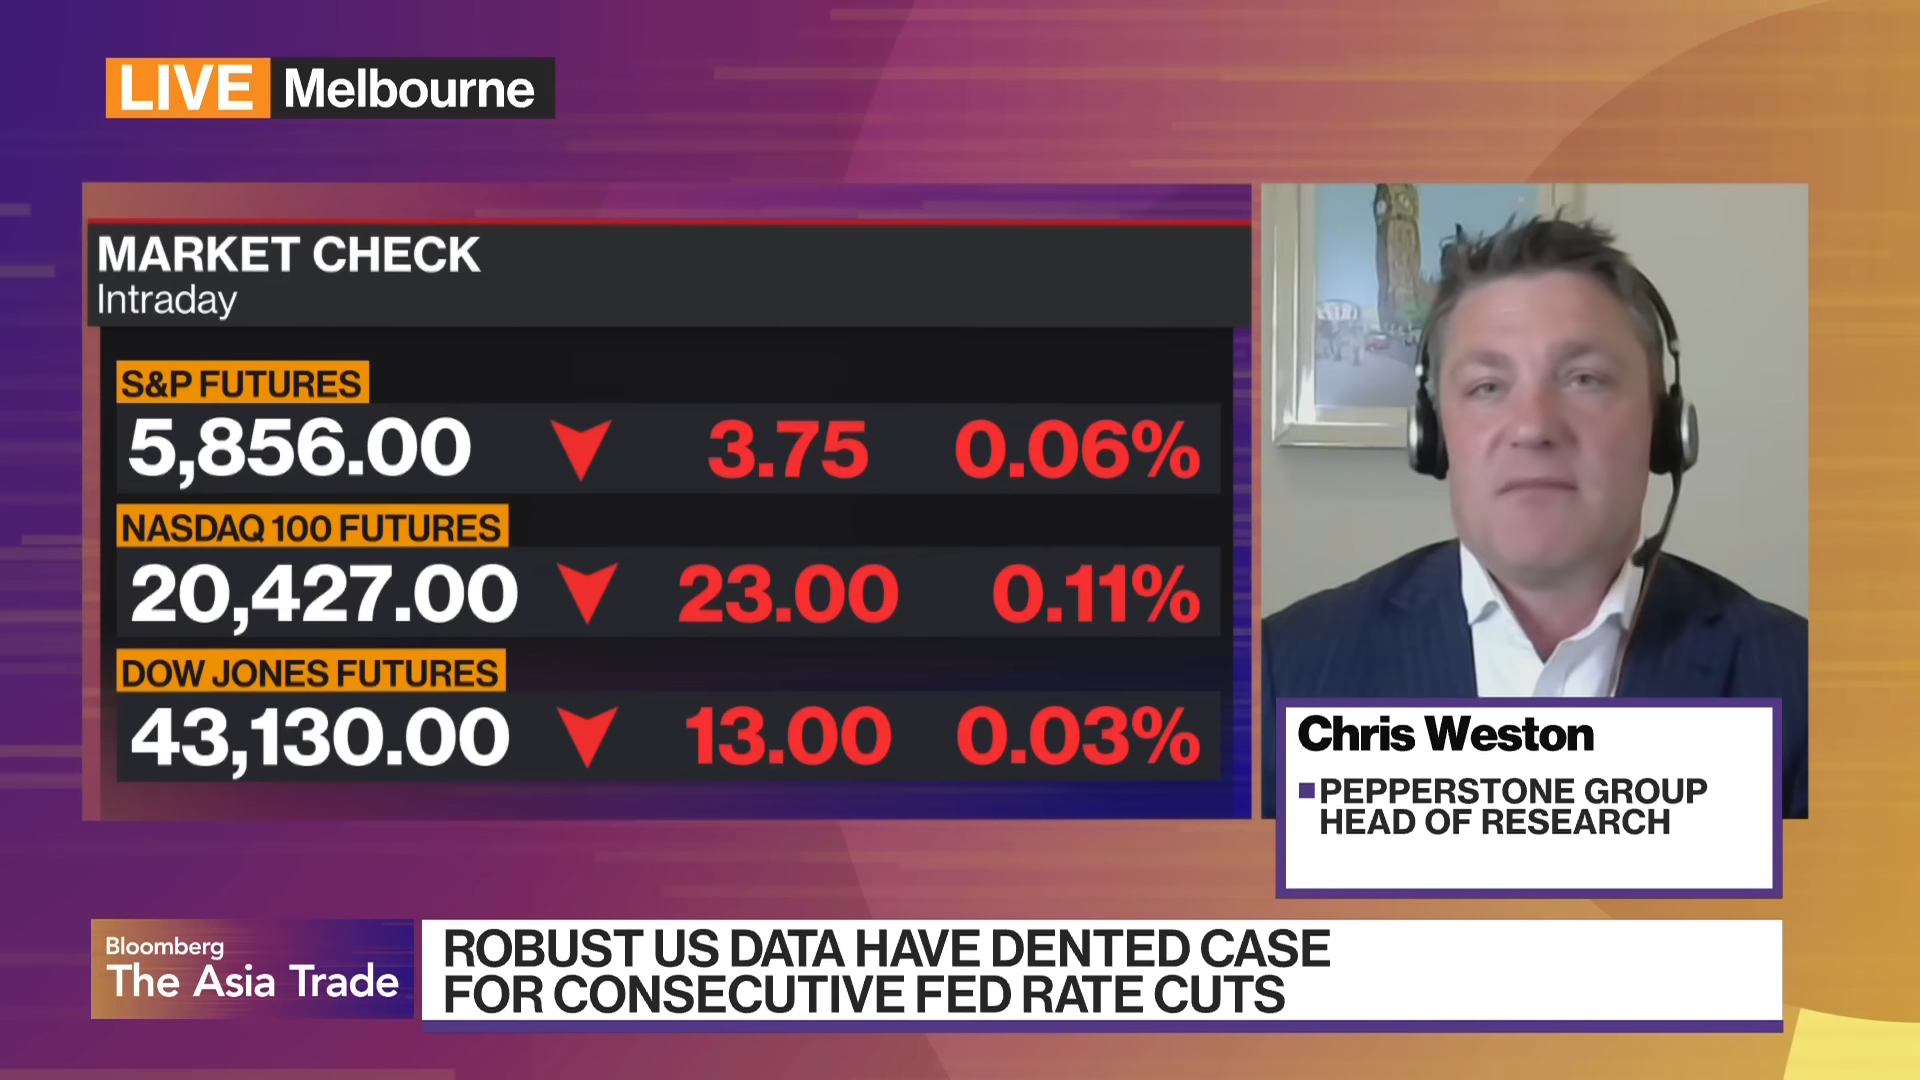 LIVE Melbourne
MARKET CHECK
Intraday
S&P FUTURES
5,856.00 3.75 0.06%
NASDAQ 100 FUTURES
20,427.00 23.00 0.11%
DOW JONES FUTURES
43,130.00 13.00 0.03%
Chris Weston
PEPPERSTONE GROUP
HEAD OF RESEARCH
Bloomberg
The Asia Trade
ROBUST US DATA HAVE DENTED CASE
FOR CONSECUTIVE FED RATE CUTS